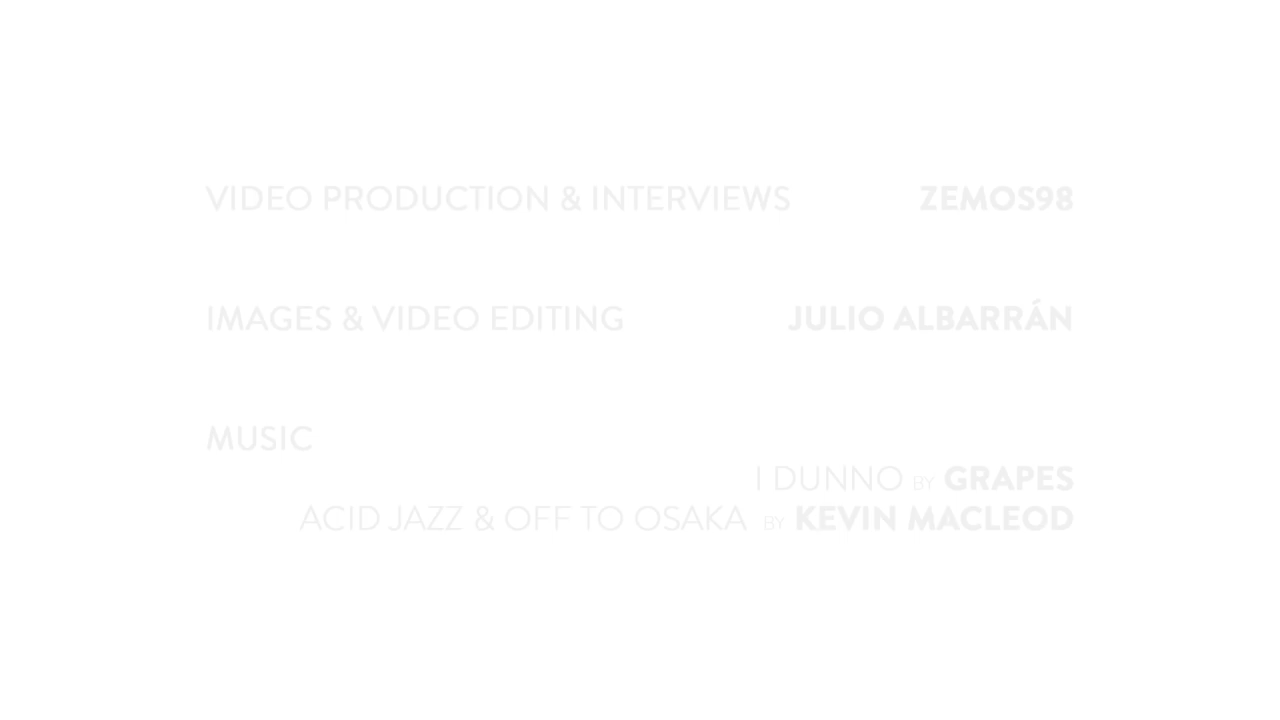 VIDEO PRODUCTION & INTERVIEWS ZEMOS98
IMAGES & VIDEO EDITING JULIO ALBARRÁN
MUSIC
I DUNNO BY GRAPES
ACID JAZZ & OFF TO OSAKA BY KEVIN MACLEOD